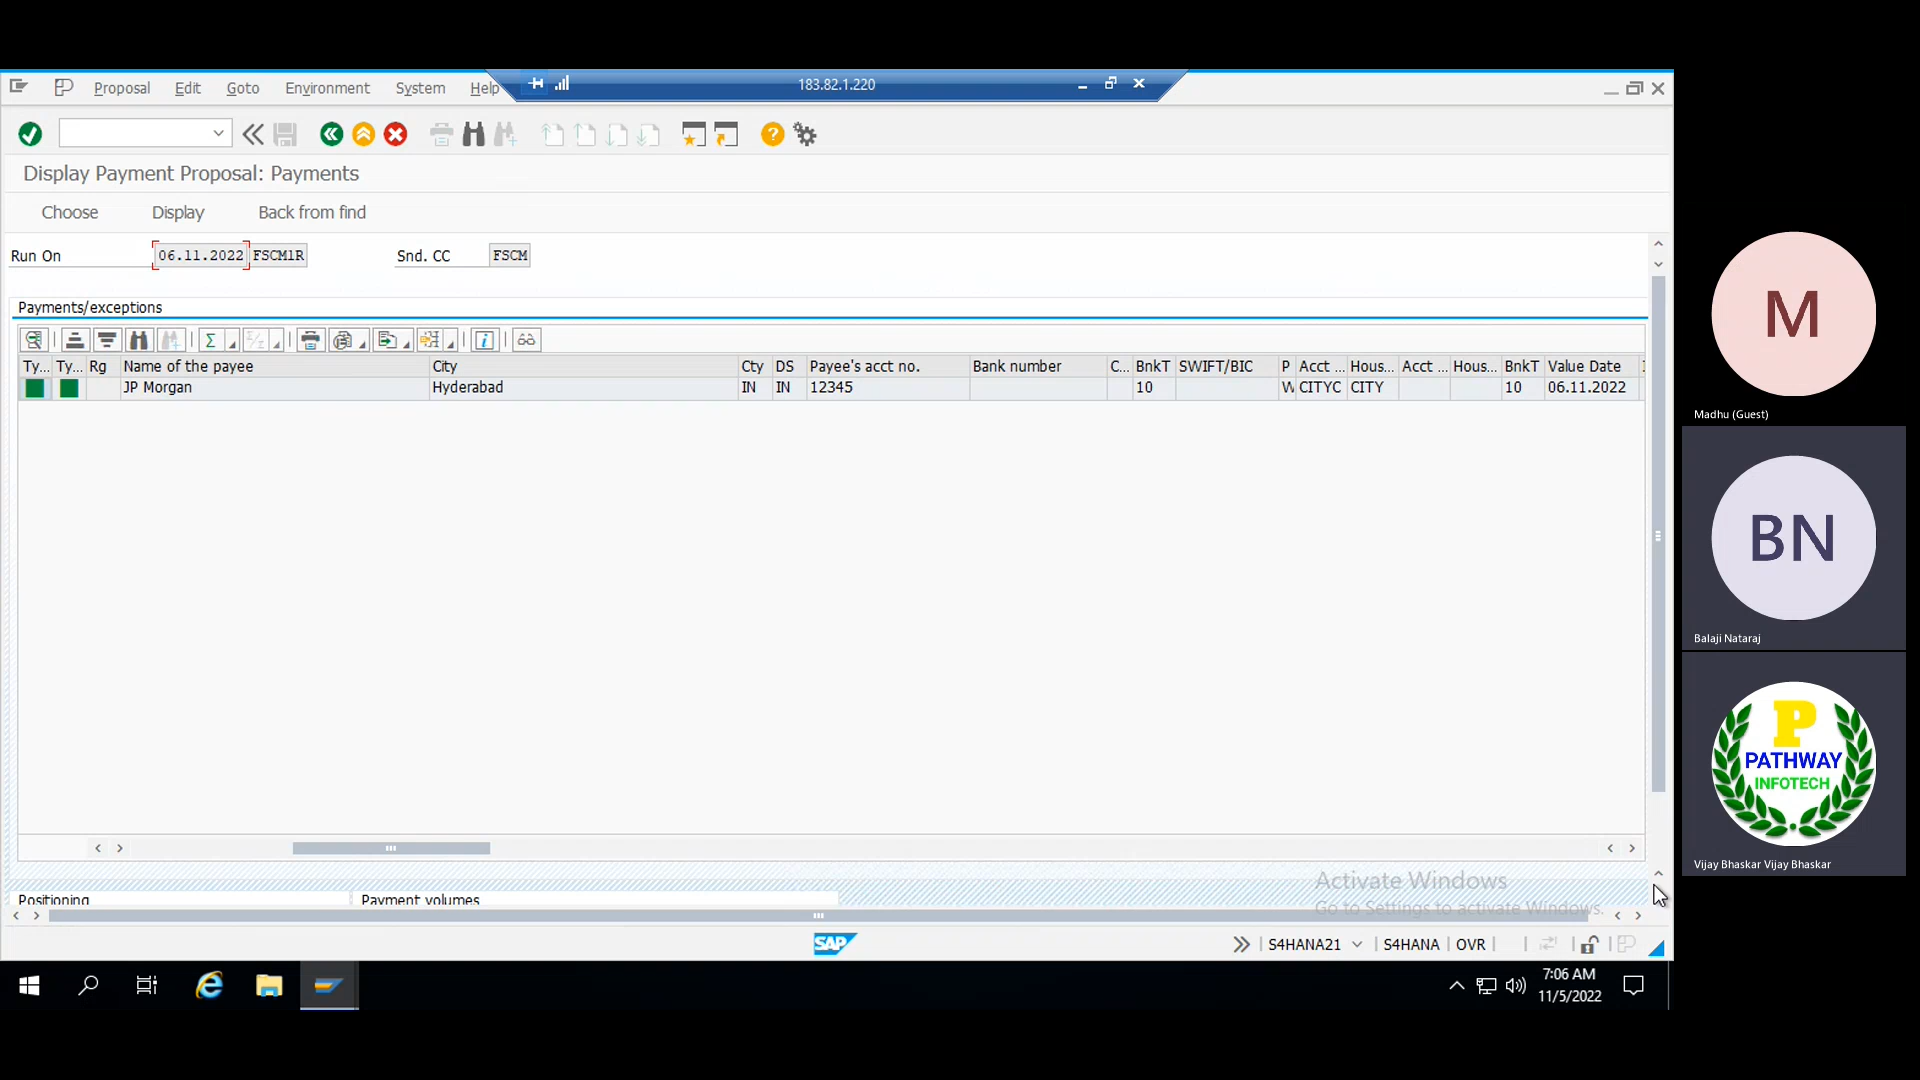 183.82.1.220
Proposal Edit Goto Environment System Help
Display Payment Proposal: Payments
Choose Display Back from find
Run On 06.11.2022 FSCM1R Snd. CC FSCM
Payments/exceptions
Ty... Ty... Rg Name of the payee City Cty DS Payee's acct no. Bank number C... BnkT SWIFT/BIC P Acct ... Hous... Acct ... Hous... BnkT Value Date
JP Morgan Hyderabad IN IN 12345 10 W CITYC CITY 10 06.11.2022
Activate Windows
Go to Settings to activate Windows.
Positioning Payment volumes
SAP S4HANA21 S4HANA OVR
7:06 AM
11/5/2022
M
Madhu (Guest)
BN
Balaji Nataraj
P
PATHWAY
INFOTECH
Vijay Bhaskar Vijay Bhaskar